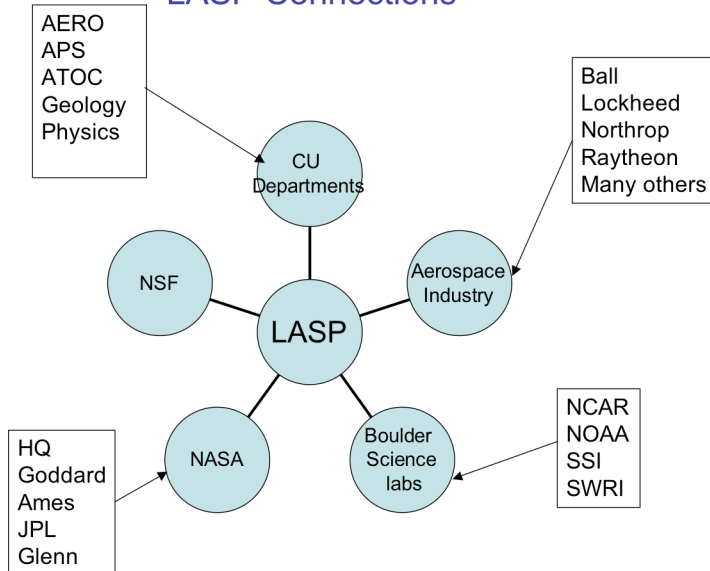 LASP Connections
AERO
APS
ATOC
Geology
Physics
Ball
Lockheed
Northrop
Raytheon
Many others
CU
Departments
NSF
Aerospace
Industry
LASP
NASA
Boulder
Science
labs
NCAR
NOAA
SSI
SWRI
HQ
Goddard
Ames
JPL
Glenn